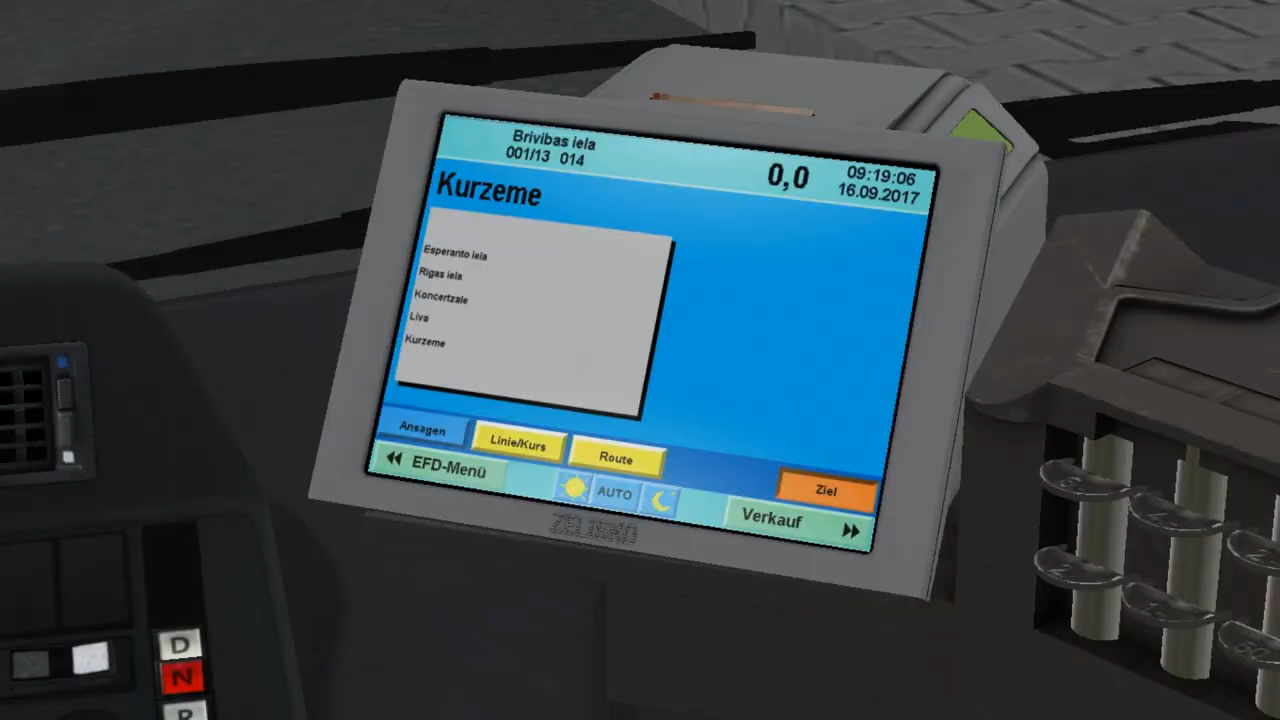 Brivibas iela
001/13 014
0,0
09:19:06
16.09.2017
Kurzeme
Esperanto iela
Rigas iela
Koncertzale
Liva
Kurzeme
Ansagen
Linie/Kurs
Route
Ziel
EFD-Menü
AUTO
Verkauf
D
N
R